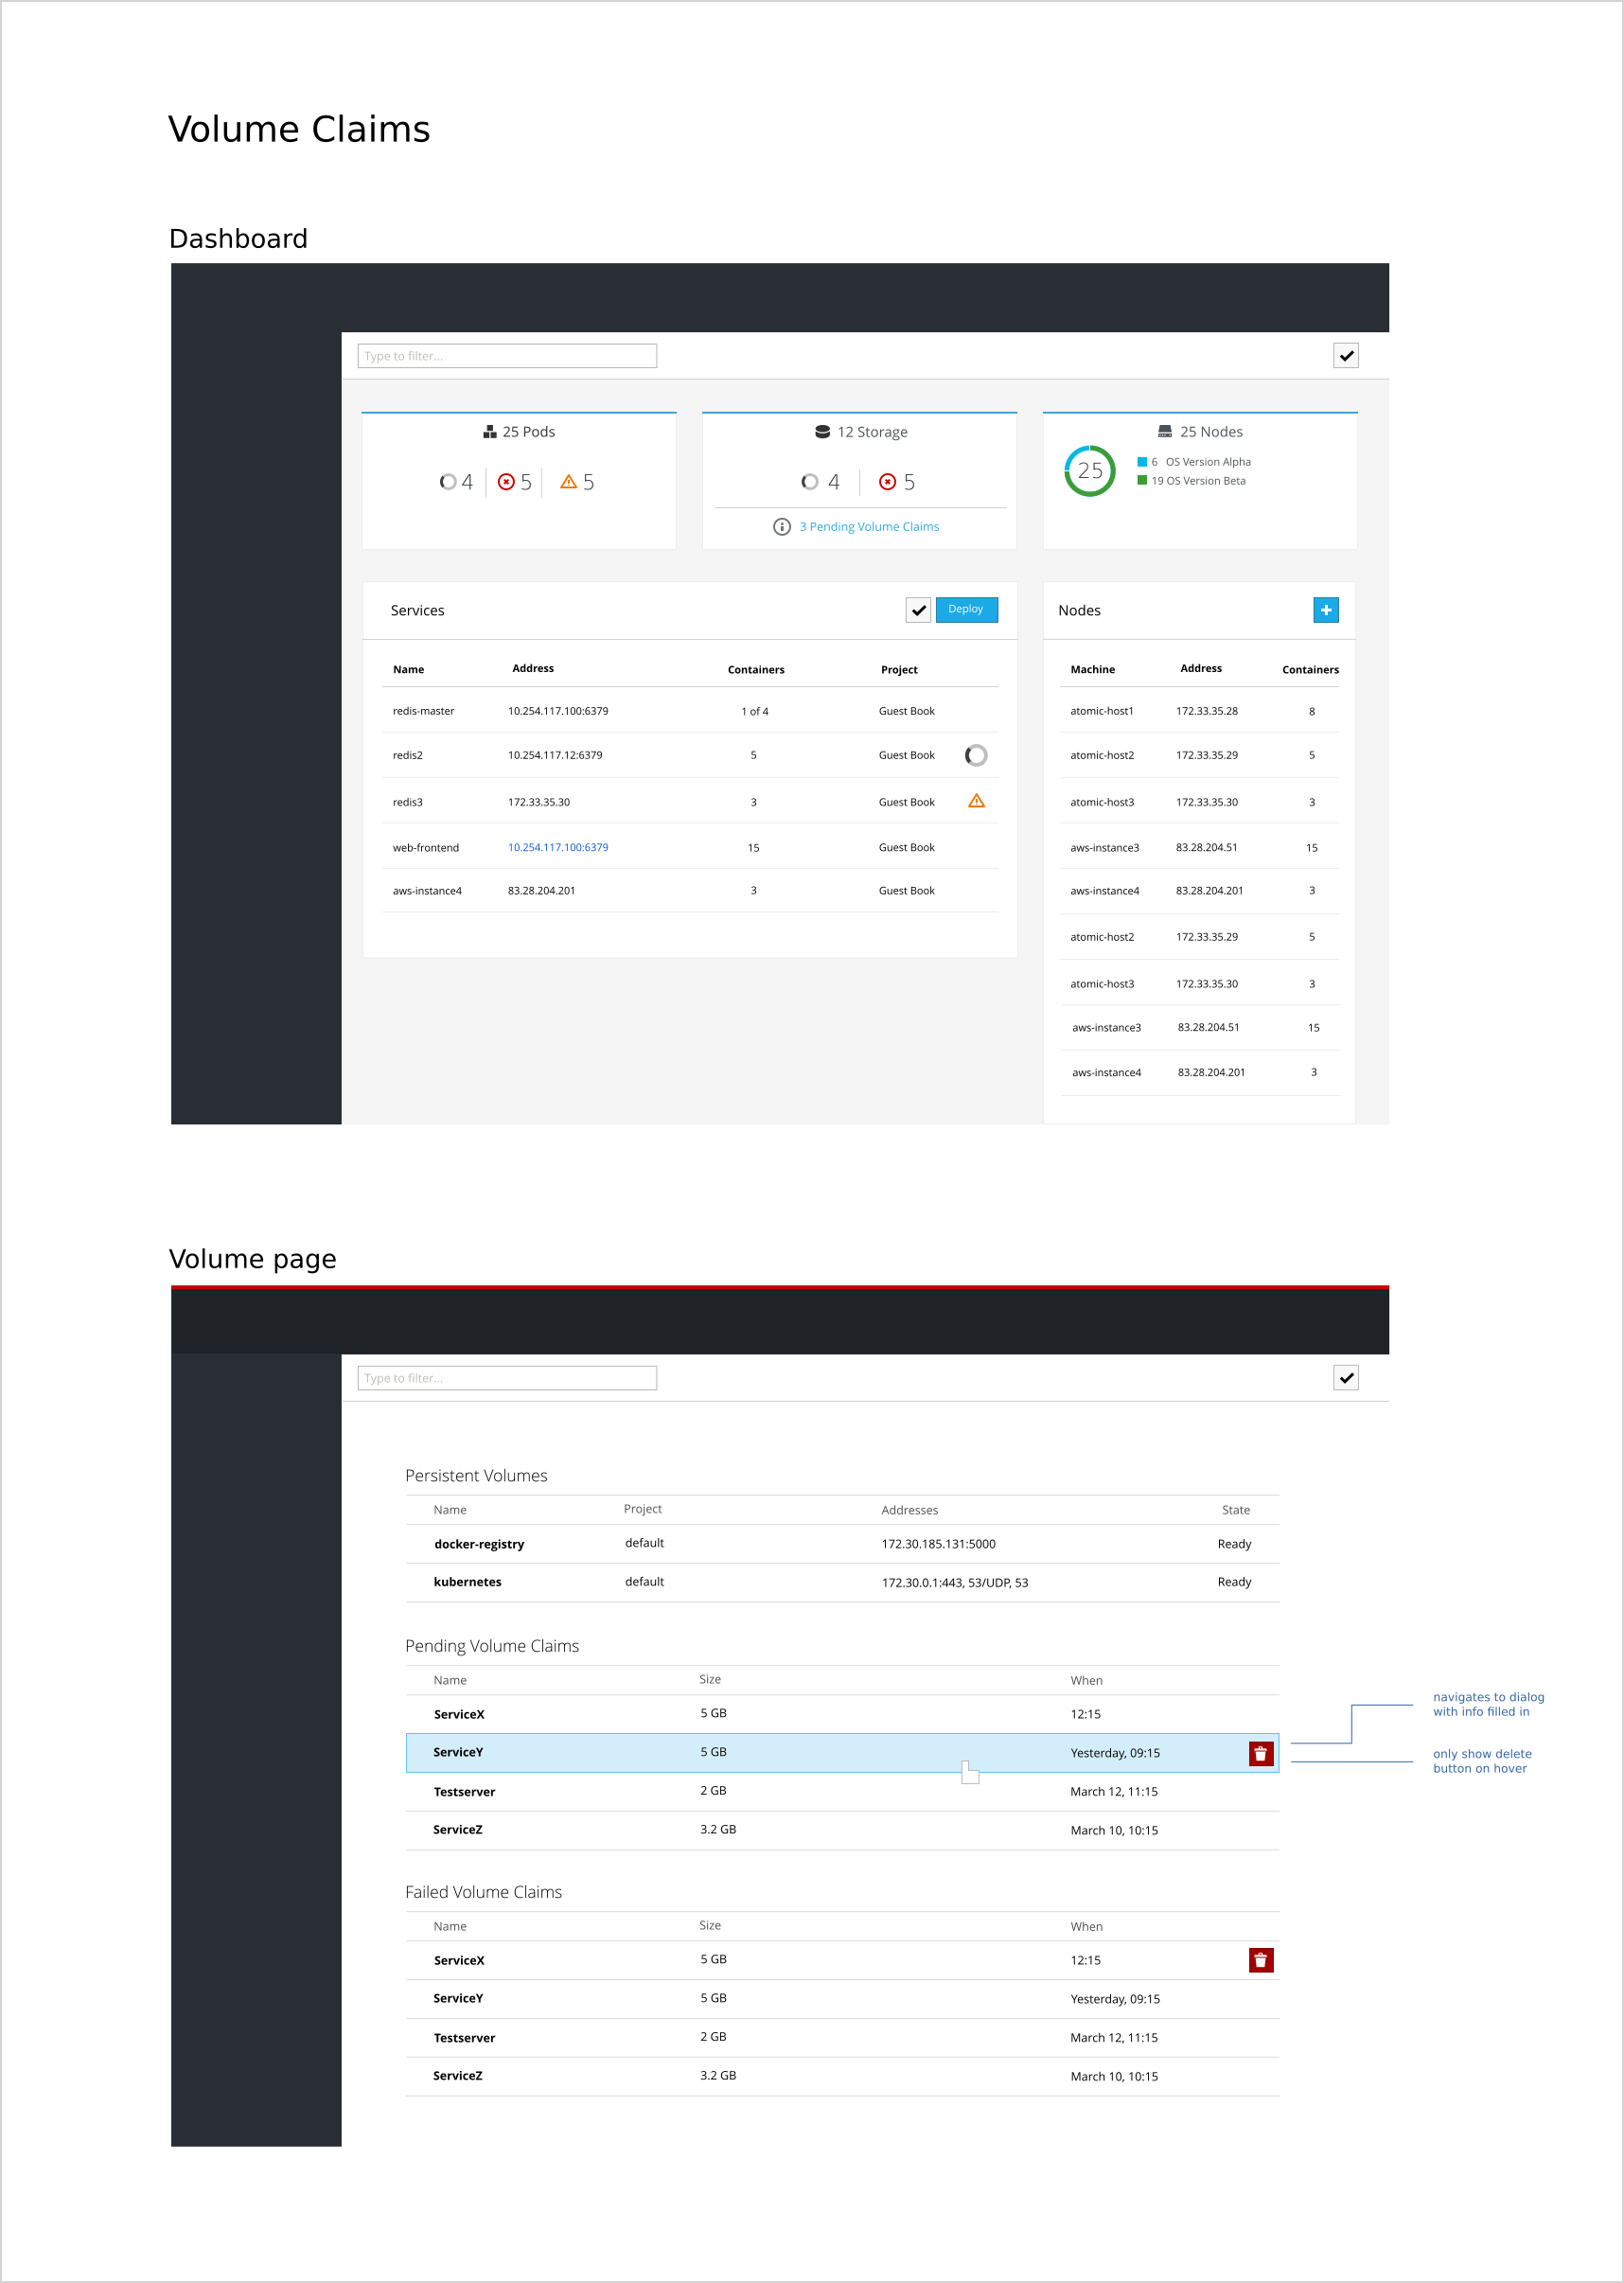 Volume Claims
Dashboard
Type to filter...
25 Pods
4 5 5
12 Storage
4 5
3 Pending Volume Claims
25 Nodes
25
6 OS Version Alpha
19 OS Version Beta
Services
Deploy
Name Address Containers Project
redis-master 10.254.117.100:6379 1 of 4 Guest Book
redis2 10.254.117.12:6379 5 Guest Book
redis3 172.33.35.30 3 Guest Book
web-frontend 10.254.117.100:6379 15 Guest Book
aws-instance4 83.28.204.201 3 Guest Book
Nodes
Machine Address Containers
atomic-host1 172.33.35.28 8
atomic-host2 172.33.35.29 5
atomic-host3 172.33.35.30 3
aws-instance3 83.28.204.51 15
aws-instance4 83.28.204.201 3
atomic-host2 172.33.35.29 5
atomic-host3 172.33.35.30 3
aws-instance3 83.28.204.51 15
aws-instance4 83.28.204.201 3
Volume page
Type to filter...
Persistent Volumes
Name Project Addresses State
docker-registry default 172.30.185.131:5000 Ready
kubernetes default 172.30.0.1:443, 53/UDP, 53 Ready
Pending Volume Claims
Name Size When
ServiceX 5 GB 12:15
ServiceY 5 GB Yesterday, 09:15
Testserver 2 GB March 12, 11:15
ServiceZ 3.2 GB March 10, 10:15
navigates to dialog
with info filled in
only show delete
button on hover
Failed Volume Claims
Name Size When
ServiceX 5 GB 12:15
ServiceY 5 GB Yesterday, 09:15
Testserver 2 GB March 12, 11:15
ServiceZ 3.2 GB March 10, 10:15